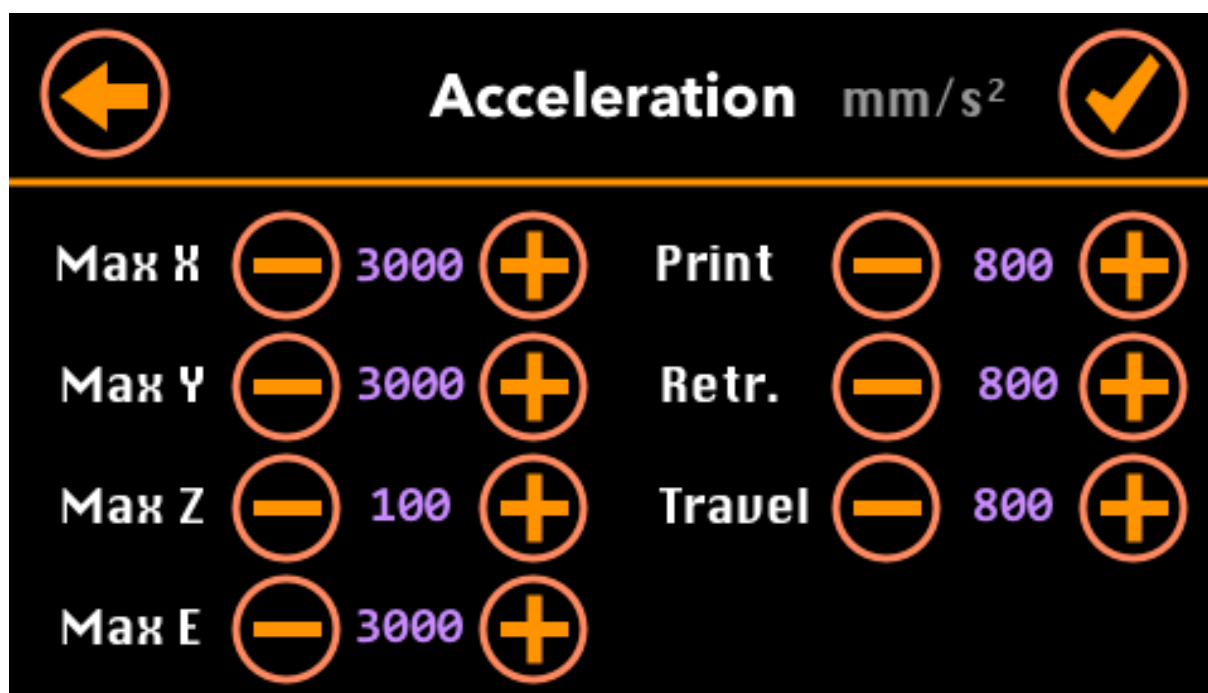 Acceleration mm/s²
Max X 3000 Print 800
Max Y 3000 Retr. 800
Max Z 100 Travel 800
Max E 3000